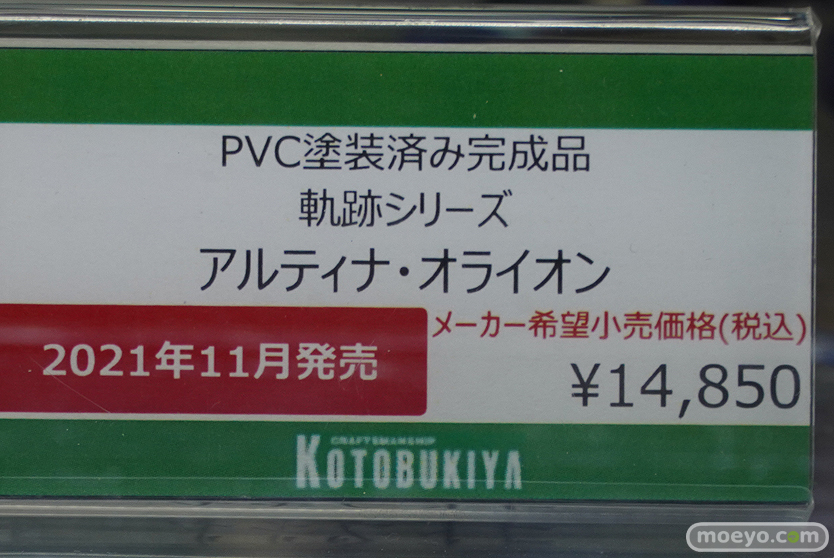 PVC塗装済み完成品
軌跡シリーズ
アルティナ・オライオン
メーカー希望小売価格(税込)
2021年11月発売
¥14,850
CRAFTSMANSHIP
KOTOBUKIYA
moeyo.com